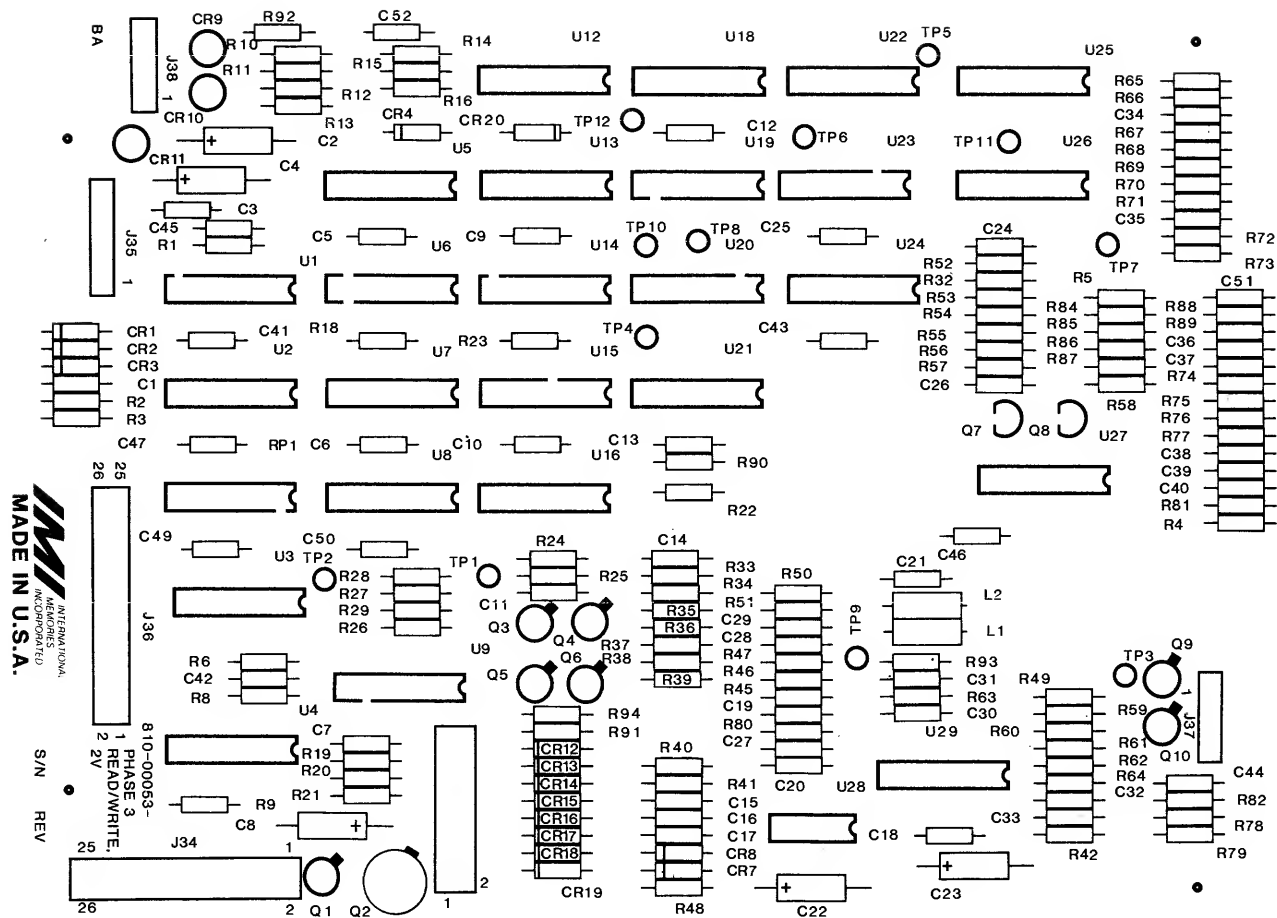 CR9 R92 C52
BA R10 R14 U12 U18 U22 TP5 U25
J38 R11 R15
1 R12 R16
CR10 R13 CR4 CR20 TP12 C12 TP6 TP11
C2 U5 U13 U19 U23 U26
CR11 C4
C45 C3
J35 R1 C5 U6 C9 U14 TP10 TP8 U20 C25 U24 C24 TP7
1 U1
R65
R66
C34
R67
R68
R69
R70
R71
C35
R72
R73
R52
R32
R53
R54
R55
R56
R57
C26
R5
R84
R85
R86
R87
R58
C51
R88
R89
C36
C37
R74
R75
R76
R77
C38
C39
C40
R81
R4
CR1 C41 R18 R23 TP4 C43
CR2 U2 U7 U15 U21
CR3
C1
R2
R3
Q7 Q8 U27
C47 RP1 C6 U8 C10 U16 C13 R90
R22
26 25
C49 U3 C50
TP2 TP1
R28
R27
R29
R26
R24
R25
C11
Q3 Q4
U9
Q5 Q6
C14
R33
R34
R35
R36
R37
R38
R39
R50
R51
C29
C28
R47
R46
R45
C19
R80
C27
C20
TP9
C46
C21
L2
L1
R93
C31
R63
C30
U29
IMI INTERNATIONAL
MEMORIES
INCORPORATED
MADE IN U.S.A.
J36
2 1
R6
C42
R8
U4
C7
R19
R20
R21
R94
R91
CR12
CR13
CR14
CR15
CR16
CR17
CR18
CR19
R40
R41
C15
C16
C17
CR8
CR7
R48
U28
C18
C22
C23
TP3 Q9
R49
R59
R60
R61
R62
R64
C32
C33
R42
1
J37
Q10
C44
R82
R78
R79
810-00053-
PHASE 3
READ/WRITE,
2V
S/N REV
R9
C8
J34
25 1
26 2
Q1 Q2
1 2